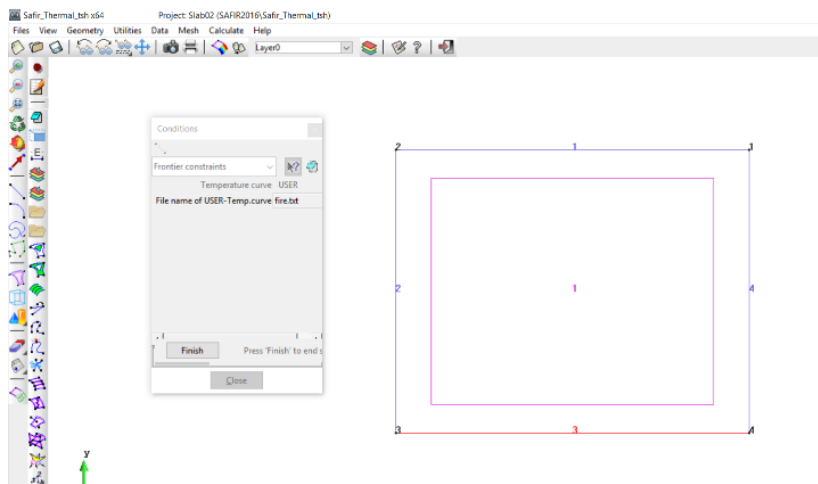 Safir_Thermal_tsh x64 Project: Slab02 (SAFIR2016\Safir_Thermal_tsh)
Files View Geometry Utilities Data Mesh Calculate Help
Layer0
Conditions
Frontier constraints
Temperature curve USER
File name of USER-Temp.curve fire.txt
Finish Press 'Finish' to end s
Close
2 1 1
2 1 4
3 3 4
y